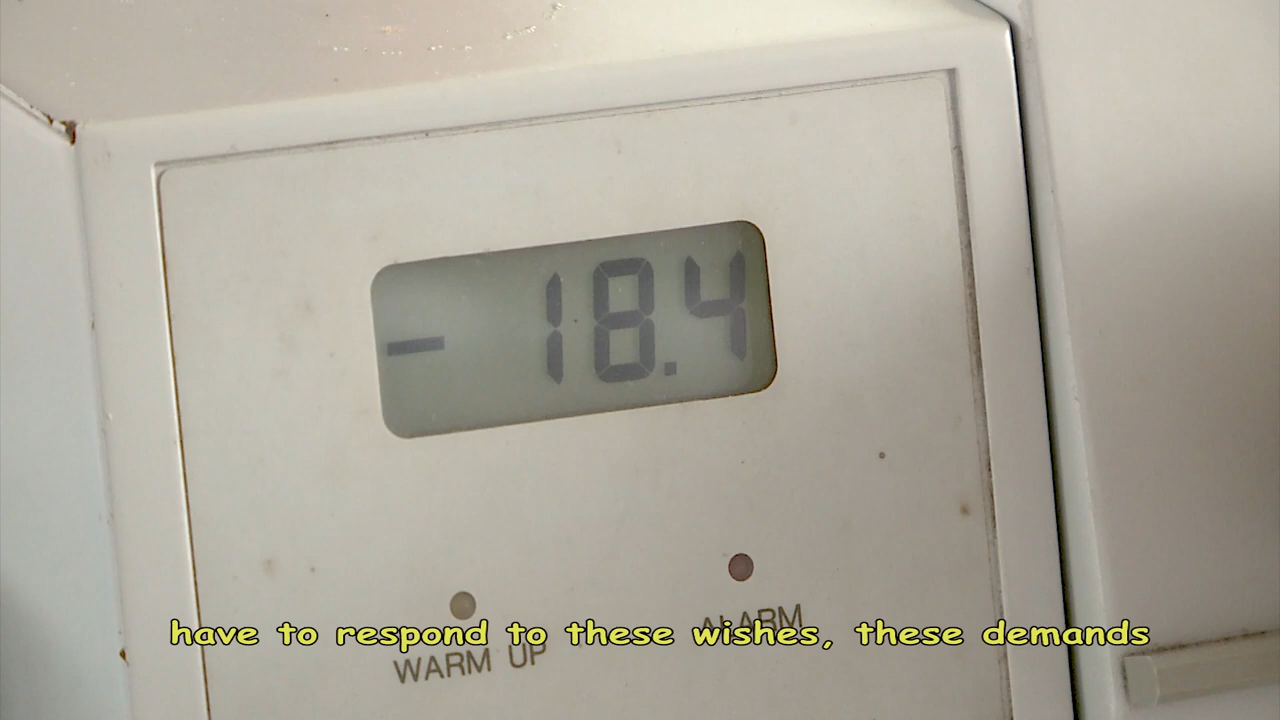 - 18.4
ALARM
WARM UP
have to respond to these wishes, these demands